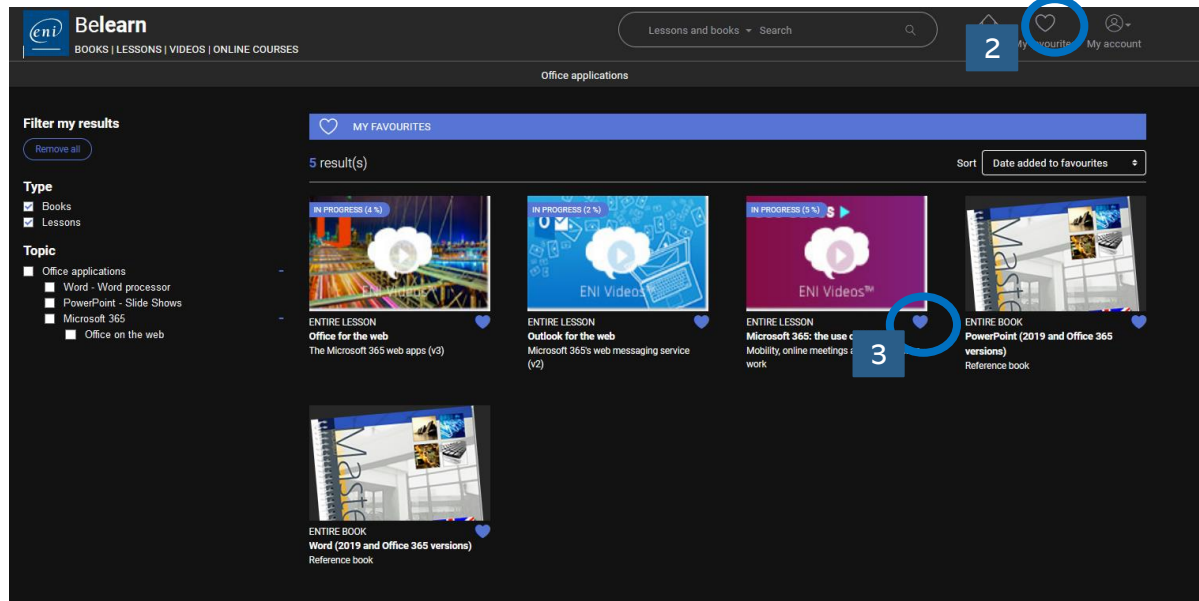 eni
Belearn
BOOKS | LESSONS | VIDEOS | ONLINE COURSES
Lessons and books Search
2
My account
Office applications
Filter my results
Remove all
Type
Books
Lessons
Topic
Office applications
Word - Word processor
PowerPoint - Slide Shows
Microsoft 365
Office on the web
MY FAVOURITES
5 result(s)
Sort Date added to favourites
IN PROGRESS (4 %)
ENI Videos
ENTIRE LESSON
Office for the web
The Microsoft 365 web apps (v3)
IN PROGRESS (2 %)
ENI Videos
ENTIRE LESSON
Outlook for the web
Microsoft 365's web messaging service
(v2)
IN PROGRESS (5 %)
ENI Videos™
ENTIRE LESSON
Microsoft 365: the use
Mobility, online meetings
work
3
Maste
ENTIRE BOOK
PowerPoint (2019 and Office 365
versions)
Reference book
Maste
ENTIRE BOOK
Word (2019 and Office 365 versions)
Reference book